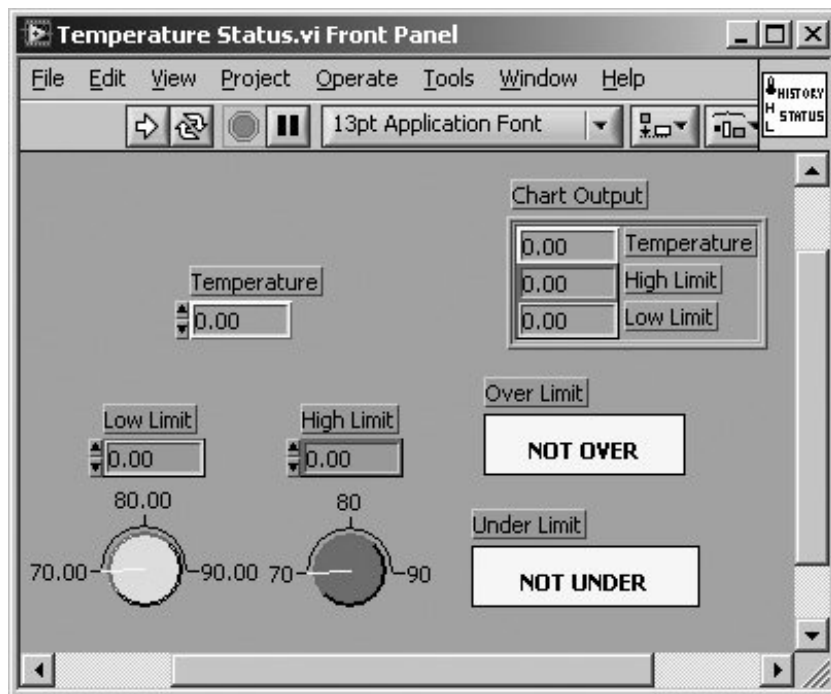 Temperature Status.vi Front Panel
File Edit View Project Operate Tools Window Help
HISTORY
H STATUS
L
13pt Application Font
Chart Output
0.00 Temperature
0.00 High Limit
0.00 Low Limit
Temperature
0.00
Low Limit
0.00
High Limit
0.00
Over Limit
NOT OVER
80.00
70.00 90.00
80
70 90
Under Limit
NOT UNDER